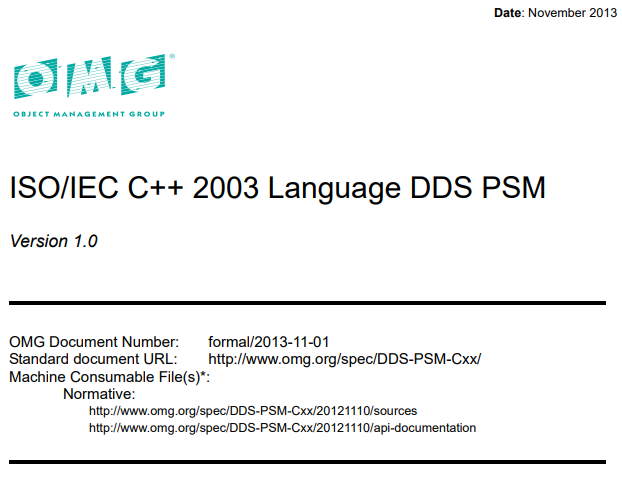 Date: November 2013
OMG®
OBJECT MANAGEMENT GROUP
ISO/IEC C++ 2003 Language DDS PSM
Version 1.0
OMG Document Number: formal/2013-11-01
Standard document URL: http://www.omg.org/spec/DDS-PSM-Cxx/
Machine Consumable File(s)*:
Normative:
http://www.omg.org/spec/DDS-PSM-Cxx/20121110/sources
http://www.omg.org/spec/DDS-PSM-Cxx/20121110/api-documentation